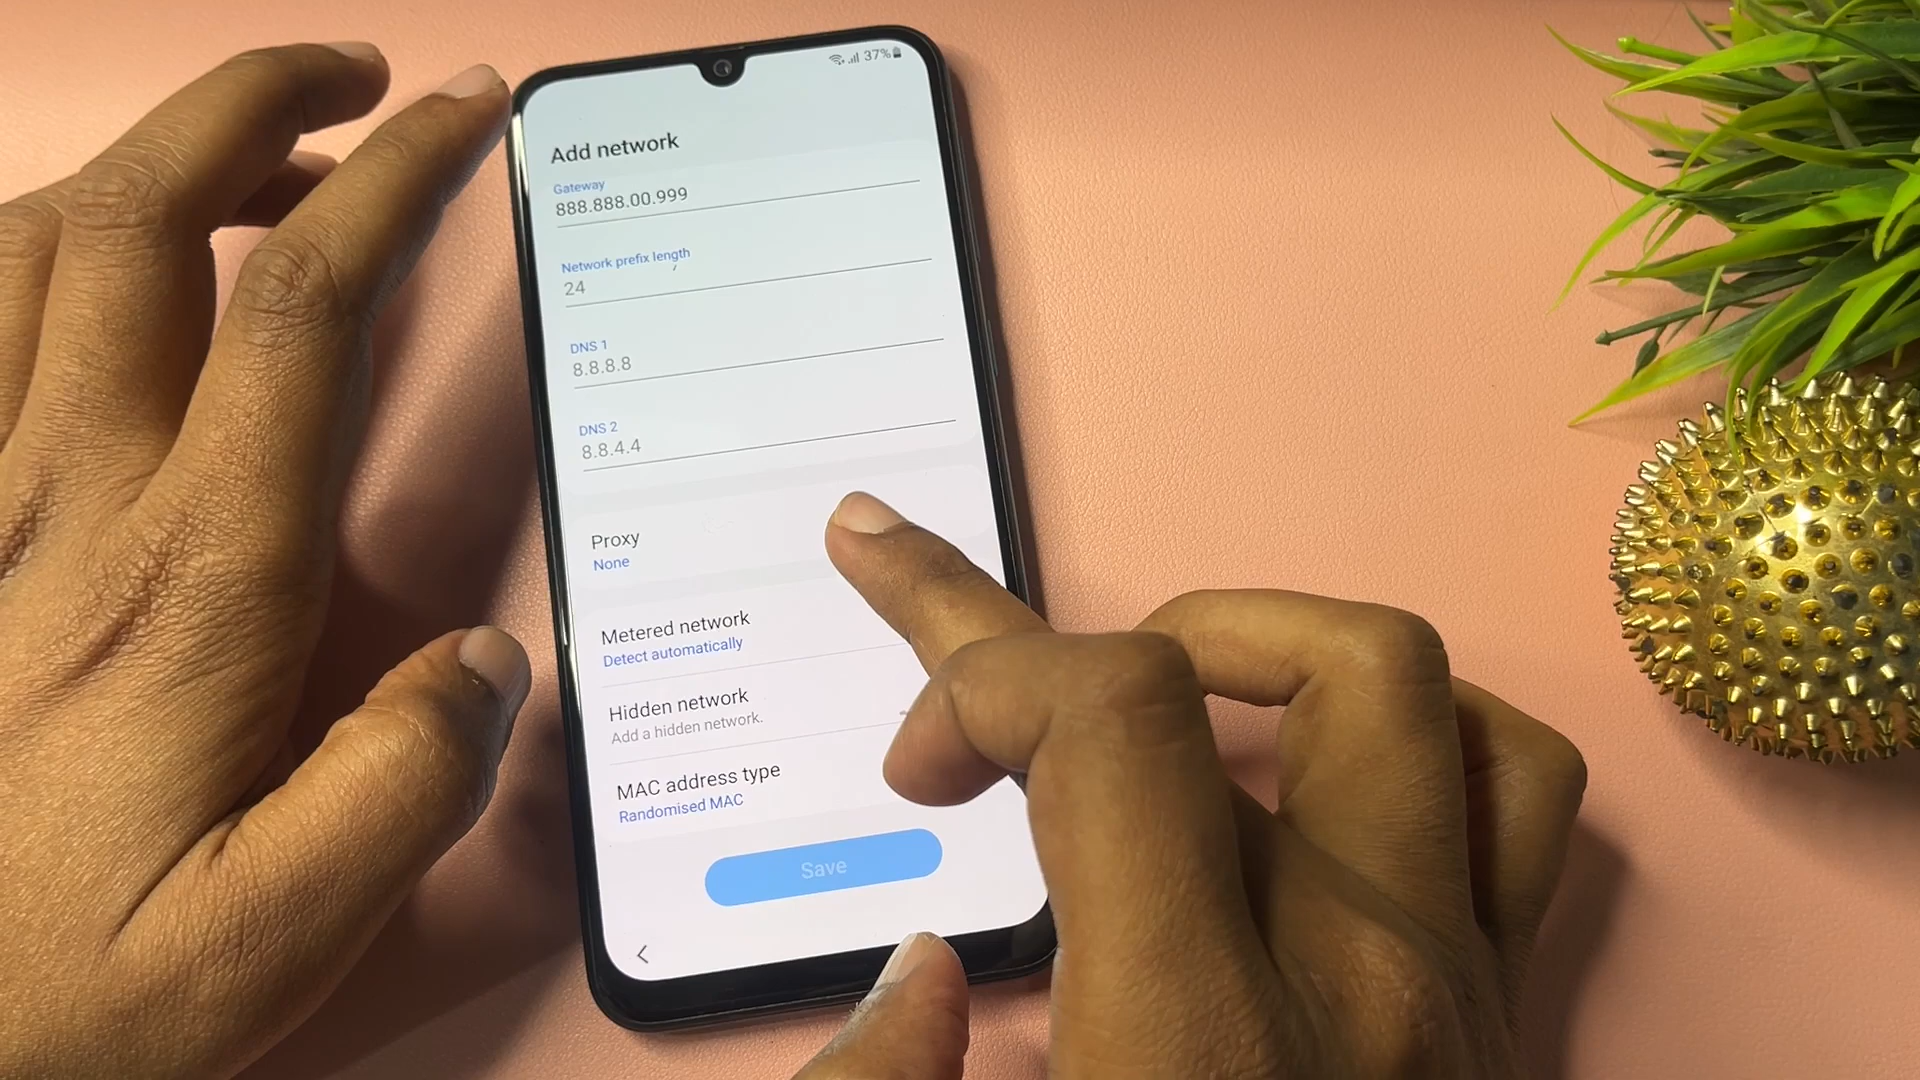 37%
Add network
Gateway
888.888.00.999
Network prefix length
24
DNS 1
8.8.8.8
DNS 2
8.8.4.4
Proxy
None
Metered network
Detect automatically
Hidden network
Add a hidden network.
MAC address type
Randomised MAC
Save